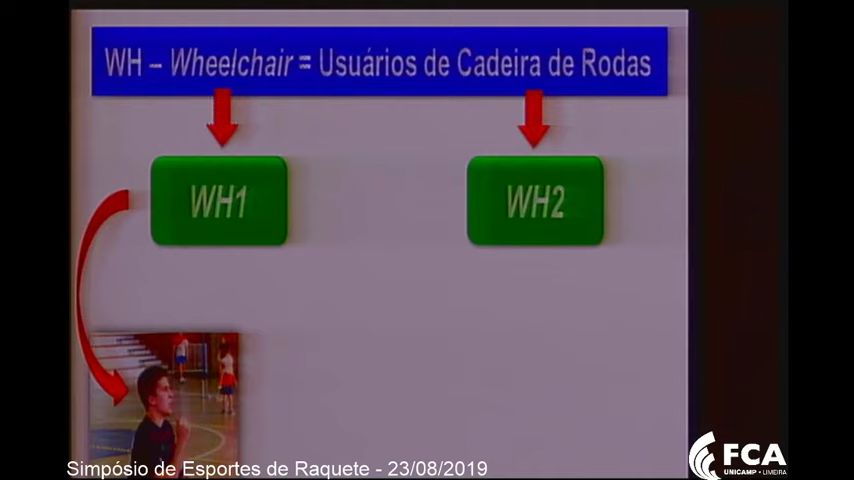 WH – Wheelchair = Usuários de Cadeira de Rodas
WH1
WH2
Simpósio de Esportes de Raquete - 23/08/2019
FCA
UNICAMP • LIMEIRA